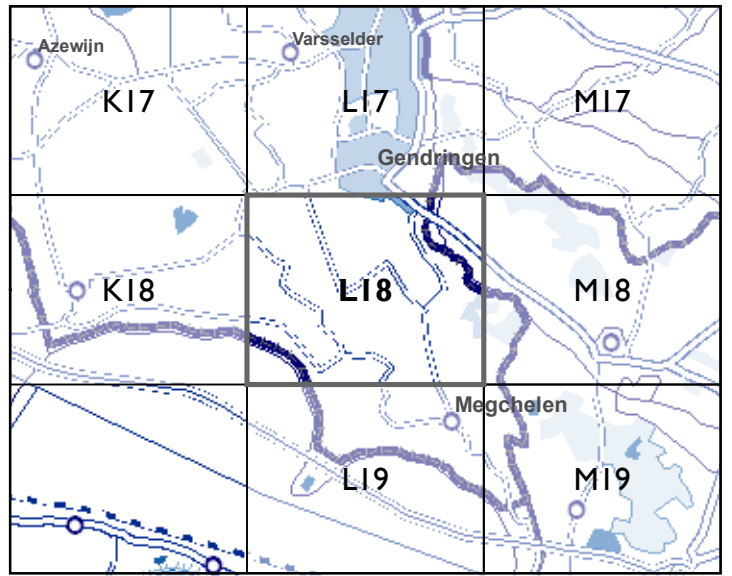 Azewijn
Varsselder
K17
L17
M17
Gendringen
K18
L18
M18
Megchelen
L19
M19